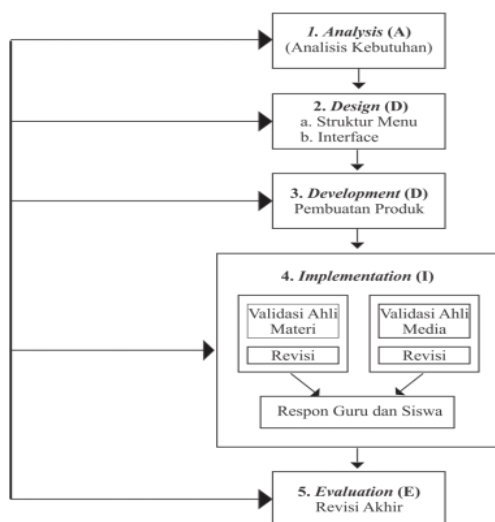 1. Analysis (A)
(Analisis Kebutuhan)
2. Design (D)
a. Struktur Menu
b. Interface
3. Development (D)
Pembuatan Produk
4. Implementation (I)
Validasi Ahli
Materi
Revisi
Validasi Ahli
Media
Revisi
Respon Guru dan Siswa
5. Evaluation (E)
Revisi Akhir